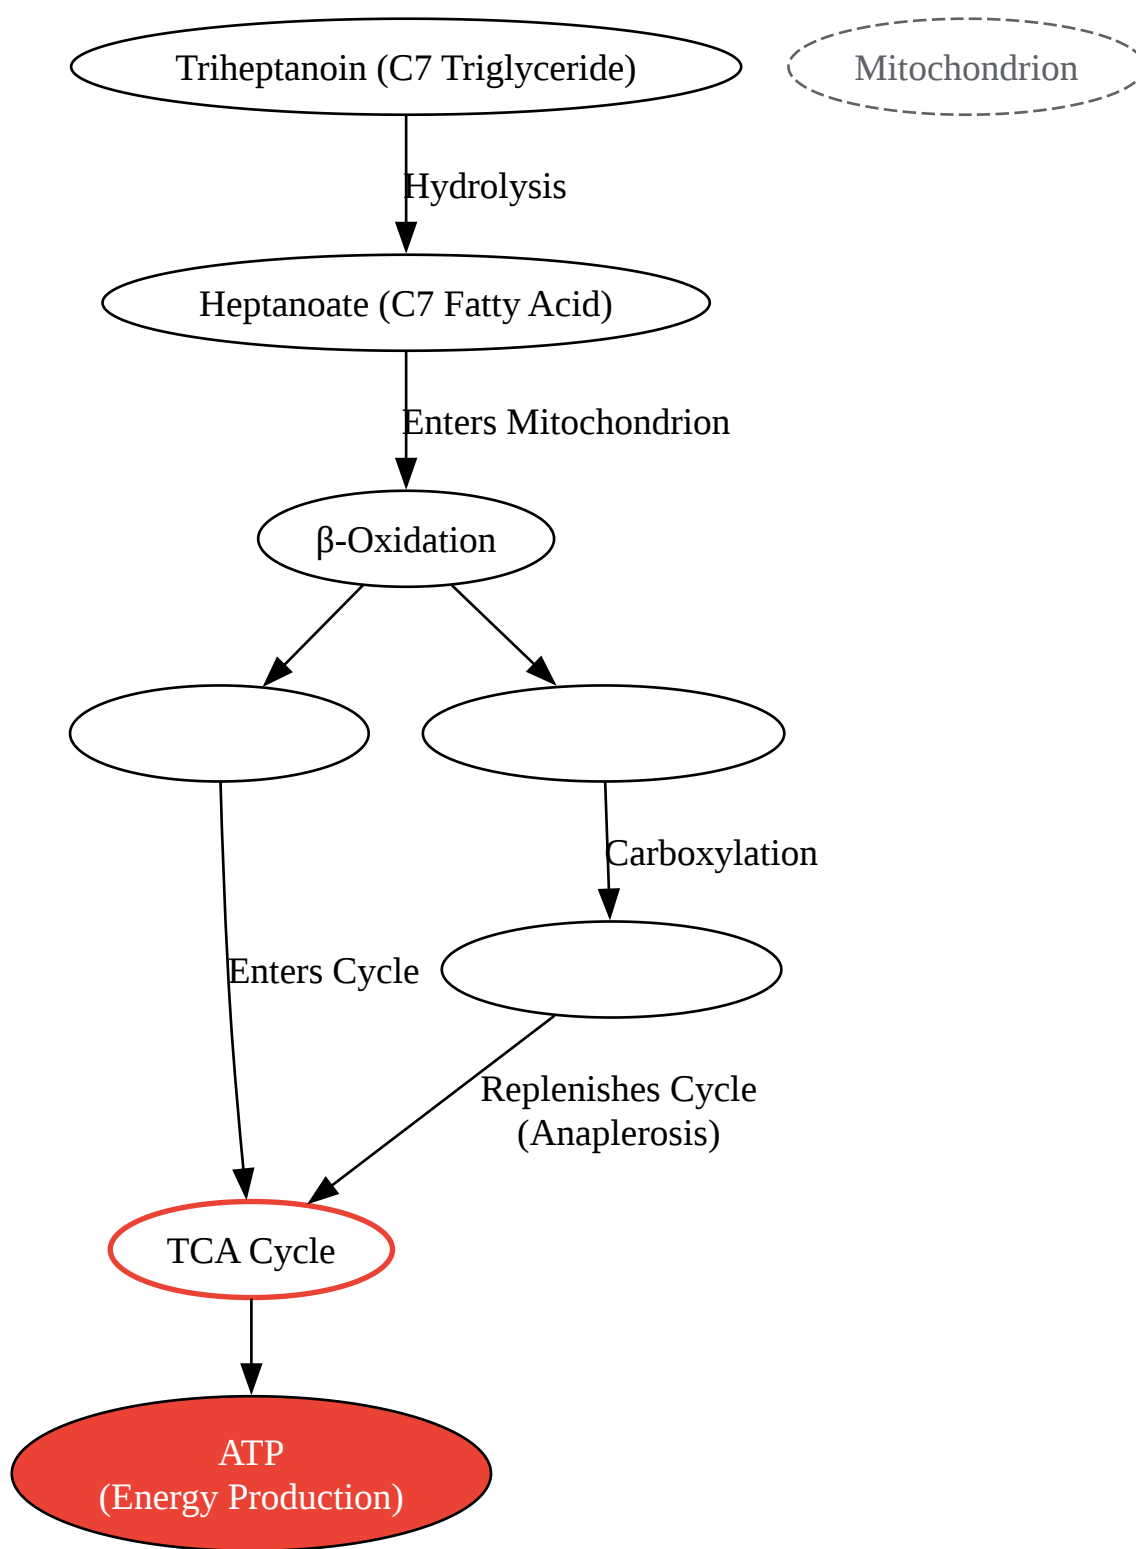 Triheptanoin (C7 Triglyceride)
Mitochondrion
Hydrolysis
Heptanoate (C7 Fatty Acid)
Enters Mitochondrion
β-Oxidation
Carboxylation
Enters Cycle
Replenishes Cycle
(Anaplerosis)
TCA Cycle
ATP
(Energy Production)